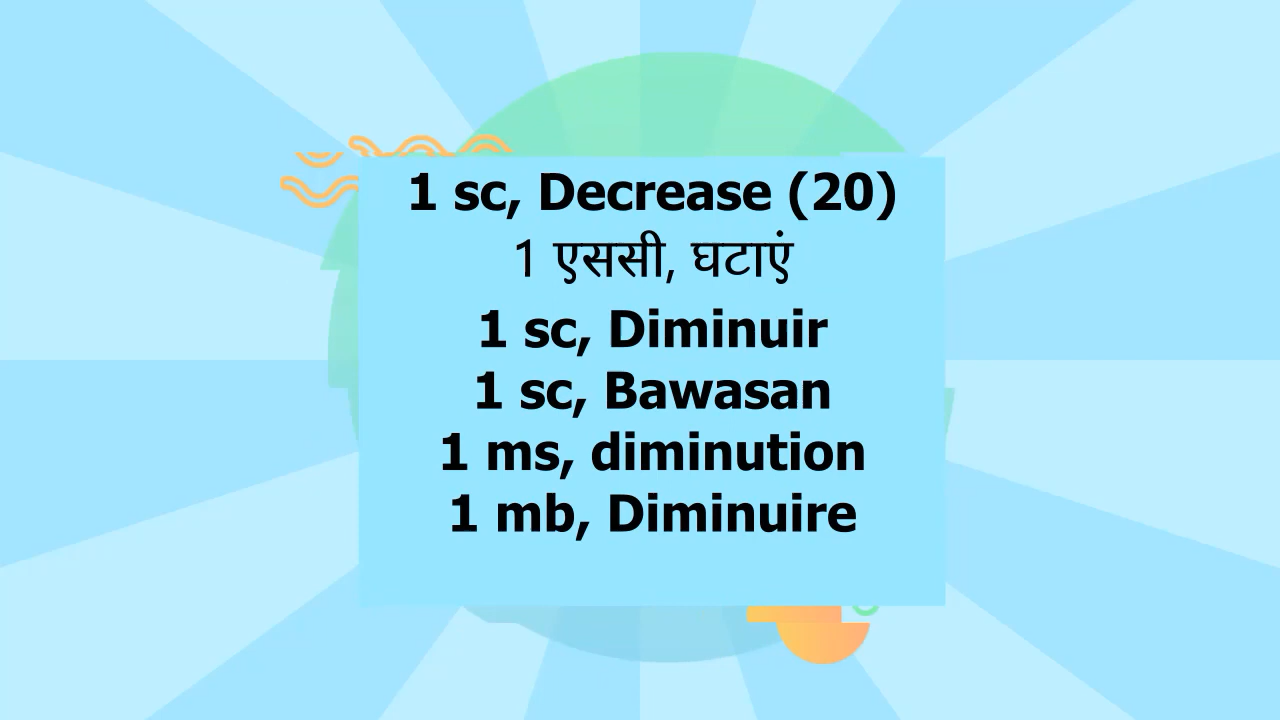 1 sc, Decrease (20)
1 एससी, घटाएं
1 sc, Diminuir
1 sc, Bawasan
1 ms, diminution
1 mb, Diminuire